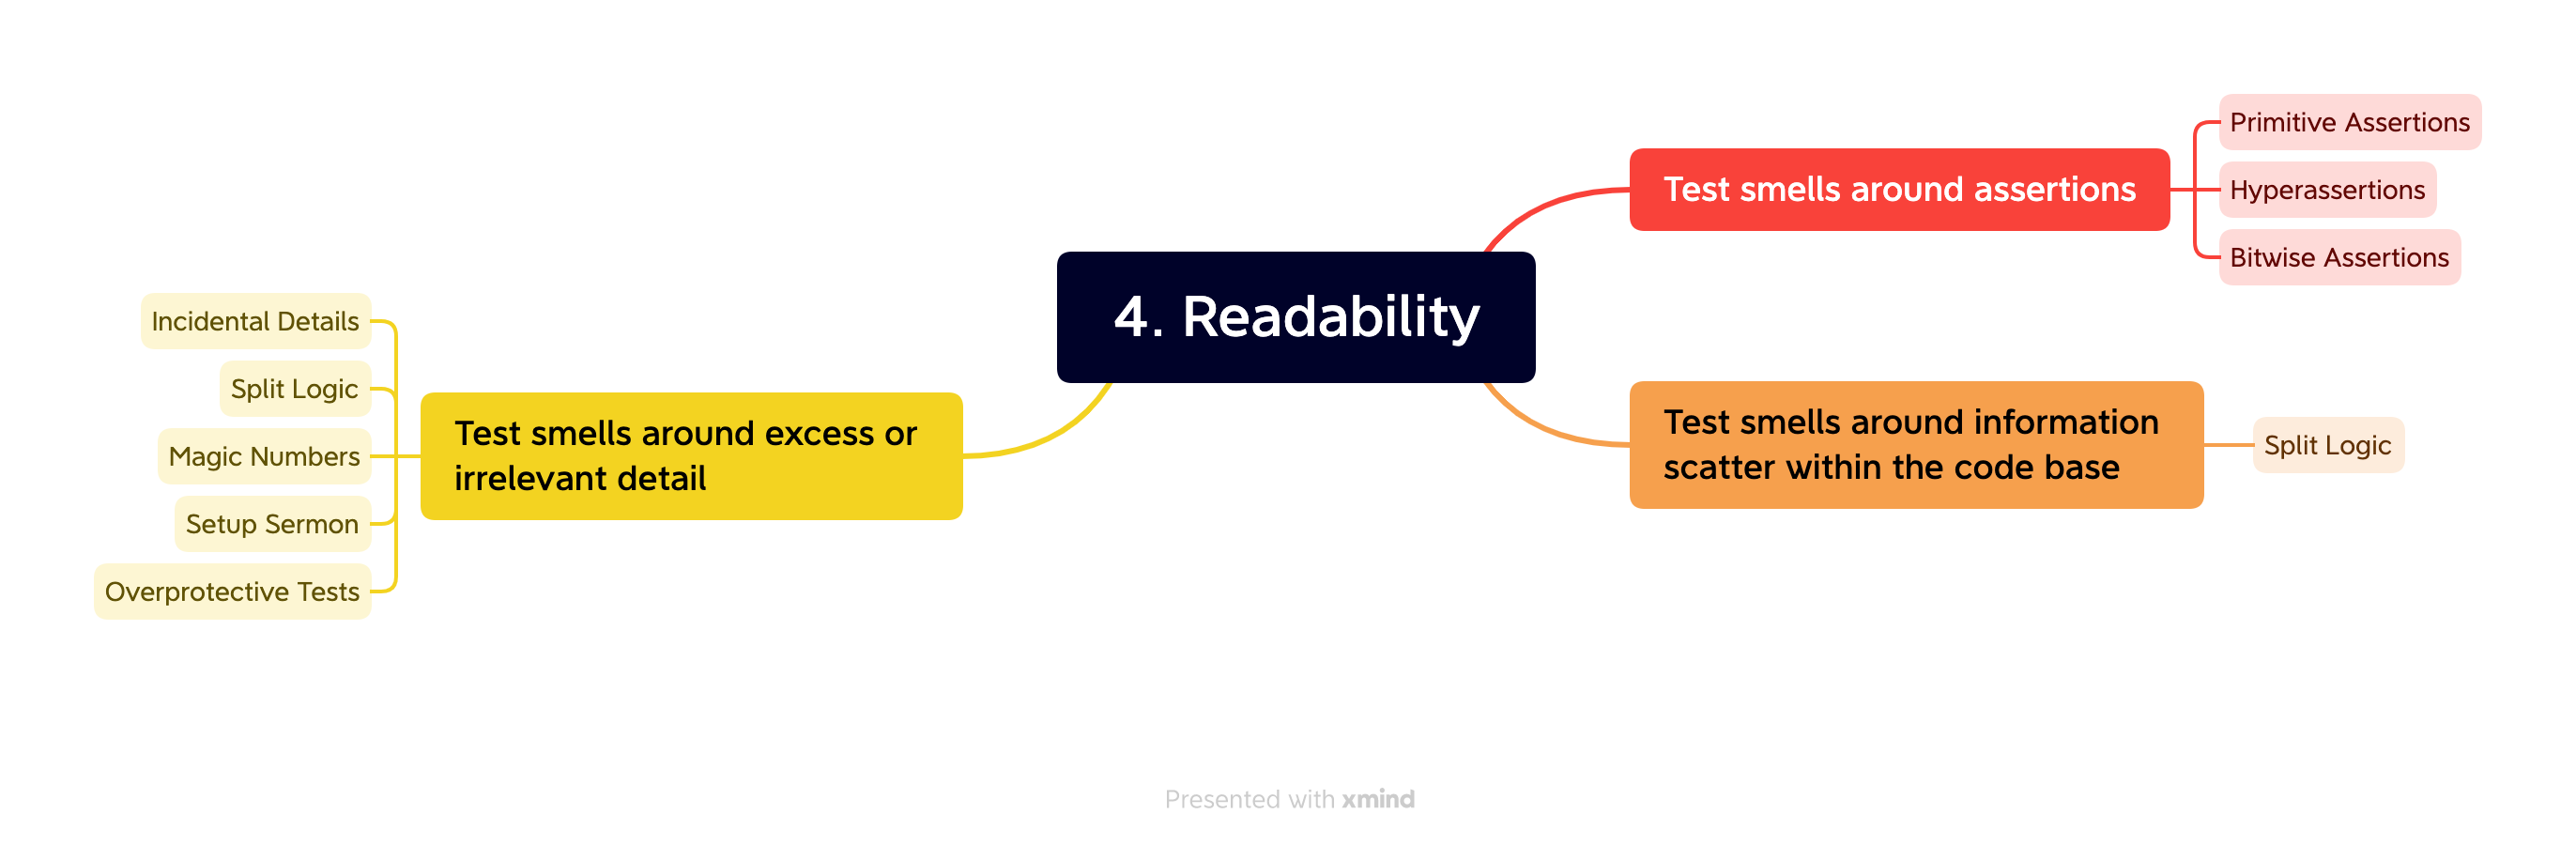 4. Readability
Test smells around assertions
Primitive Assertions
Hyperassertions
Bitwise Assertions
Test smells around information
scatter within the code base
Split Logic
Test smells around excess or
irrelevant detail
Incidental Details
Split Logic
Magic Numbers
Setup Sermon
Overprotective Tests
Presented with xmind